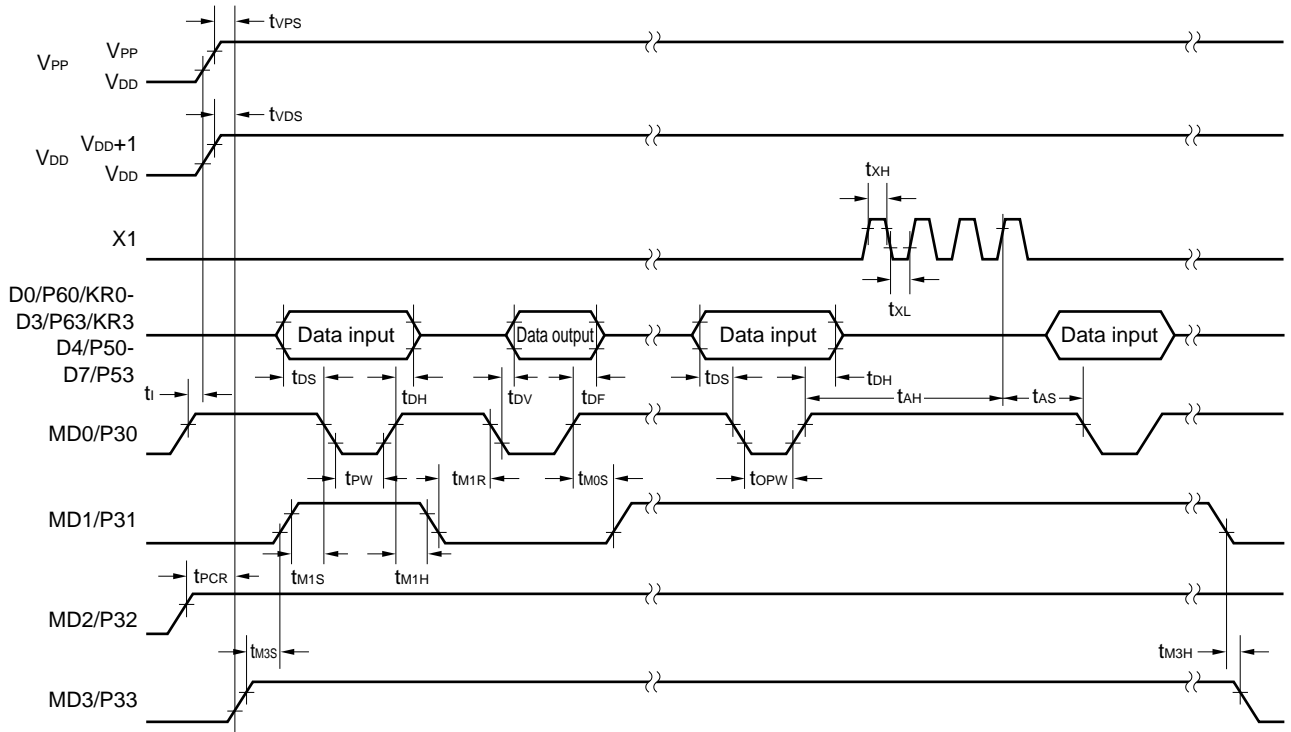 tVPS
VPP
VPP
VDD
tVDS
VDD+1
VDD
VDD
tXH
X1
tXL
D0/P60/KR0-
D3/P63/KR3
D4/P50-
D7/P53
Data input
Data output
Data input
Data input
tDS
tDH
tDV
tDF
tDS
tDH
tI
tAH
tAS
MD0/P30
tPW
tM1R
tM0S
tOPW
MD1/P31
tM1S
tM1H
tPCR
MD2/P32
tM3S
tM3H
MD3/P33